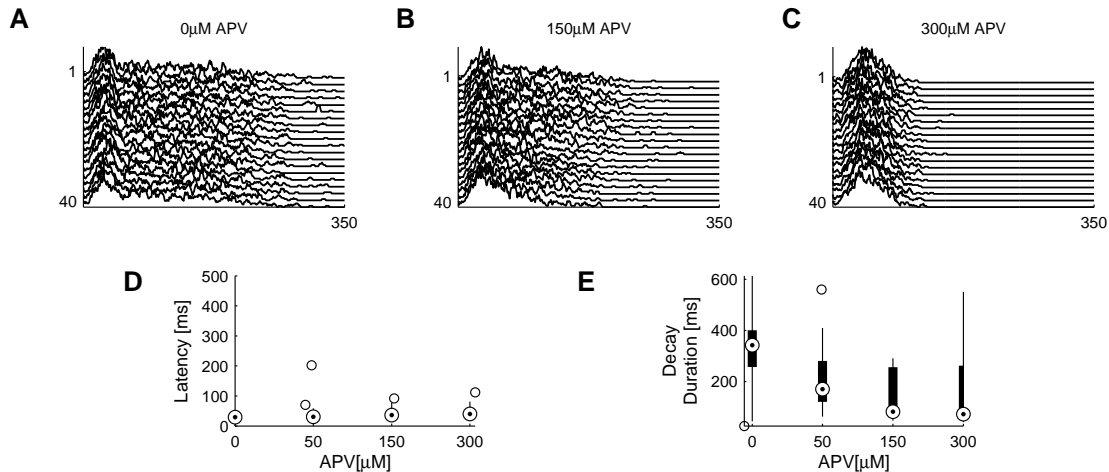 A
0μM APV
1
40
350
B
150μM APV
1
40
350
C
300μM APV
1
40
350
D
Latency [ms]
500
400
300
200
100
0
0
50
150
300
APV[μM]
E
Decay
Duration [ms]
600
400
200
0
50
150
300
APV[μM]